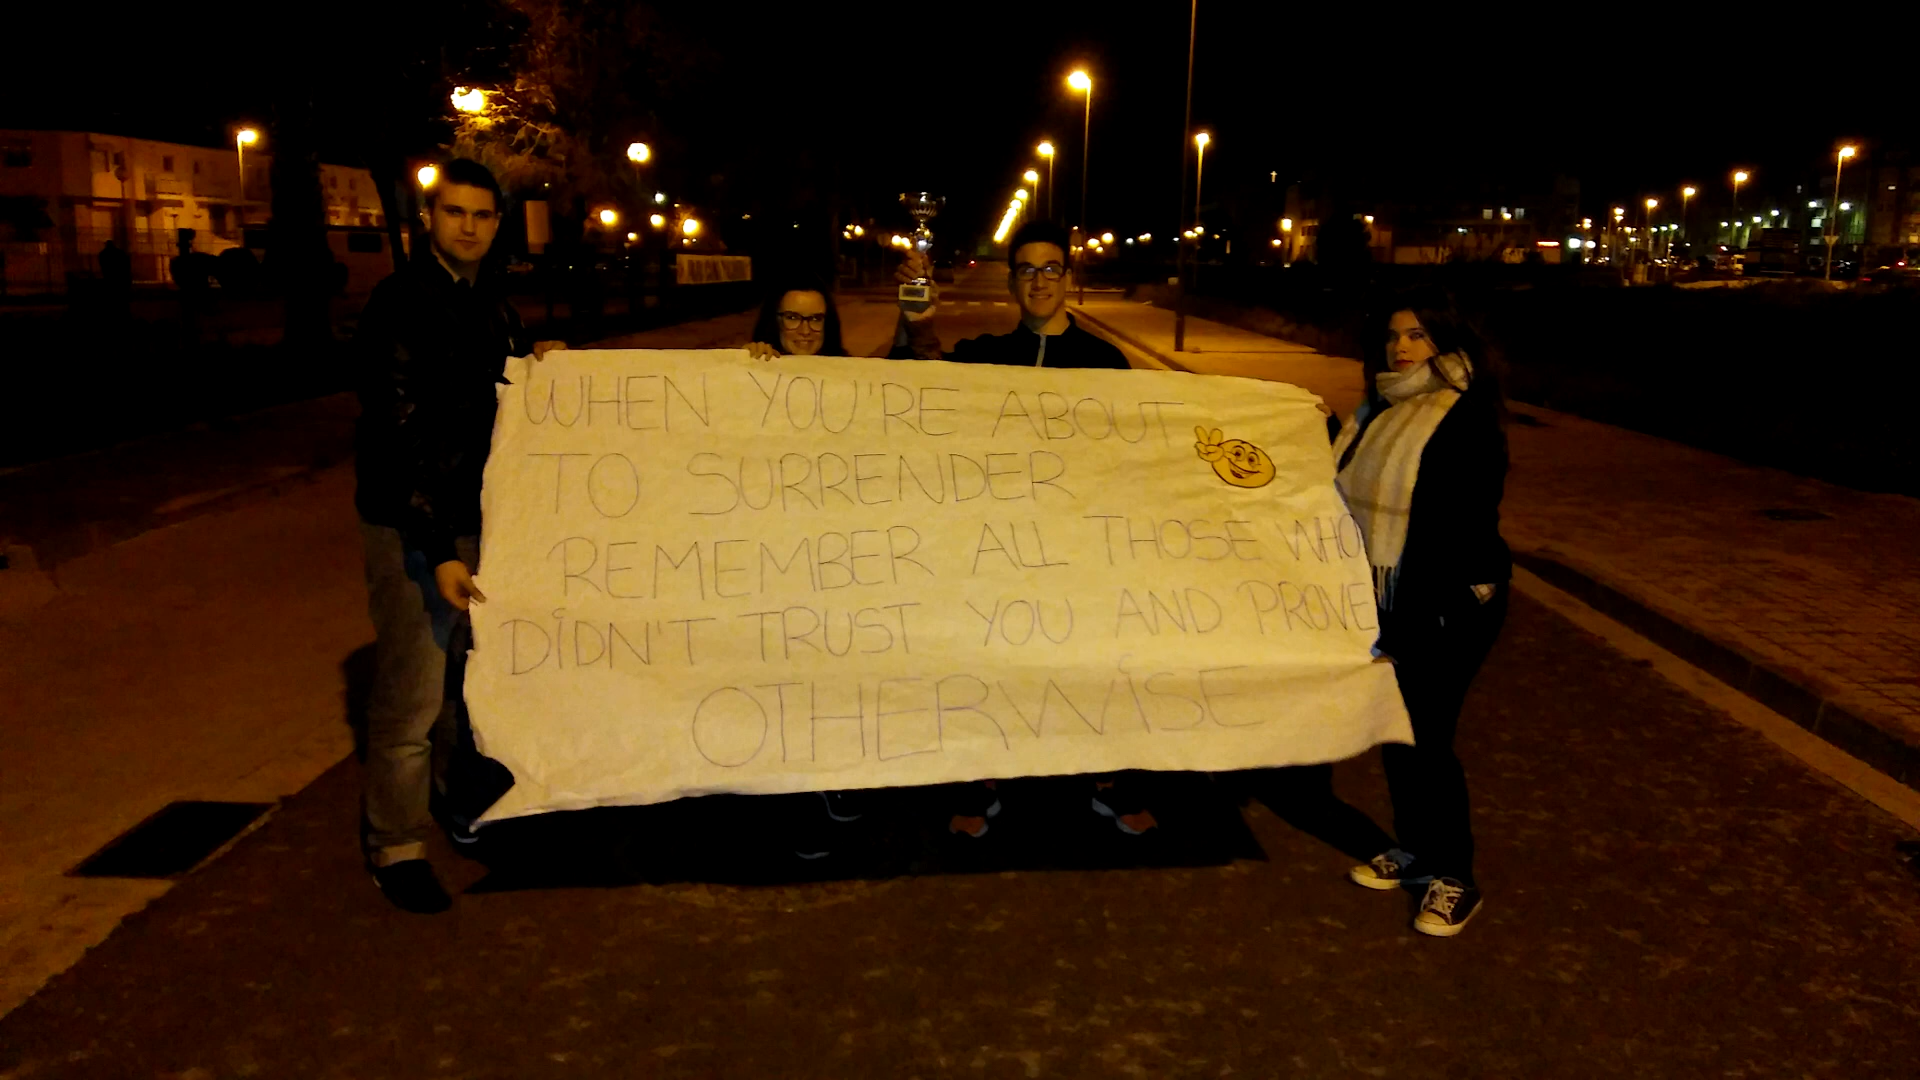 WHEN YOU'RE ABOUT
TO SURRENDER
REMEMBER ALL THOSE WHO
DiDN'T TRUST YOU AND PROVE
OTHERWiSE